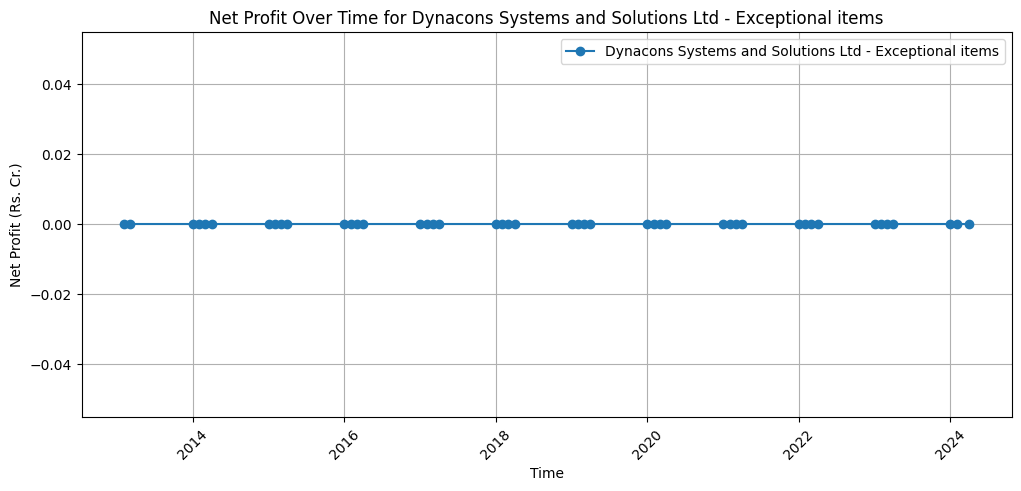 Net Profit Over Time for Dynacons Systems and Solutions Ltd - Exceptional items
Dynacons Systems and Solutions Ltd - Exceptional items
Net Profit (Rs. Cr.)
0.04
0.02
0.00
−0.02
−0.04
2014
2016
2018
2020
2022
2024
Time